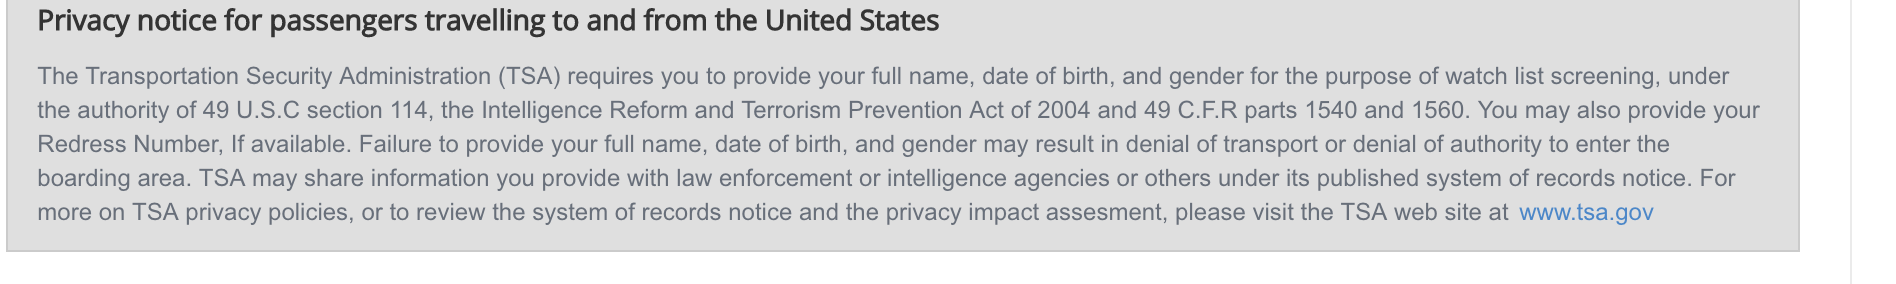 Privacy notice for passengers travelling to and from the United States
The Transportation Security Administration (TSA) requires you to provide your full name, date of birth, and gender for the purpose of watch list screening, under
the authority of 49 U.S.C section 114, the Intelligence Reform and Terrorism Prevention Act of 2004 and 49 C.F.R parts 1540 and 1560. You may also provide your
Redress Number, If available. Failure to provide your full name, date of birth, and gender may result in denial of transport or denial of authority to enter the
boarding area. TSA may share information you provide with law enforcement or intelligence agencies or others under its published system of records notice. For
more on TSA privacy policies, or to review the system of records notice and the privacy impact assesment, please visit the TSA web site at www.tsa.gov